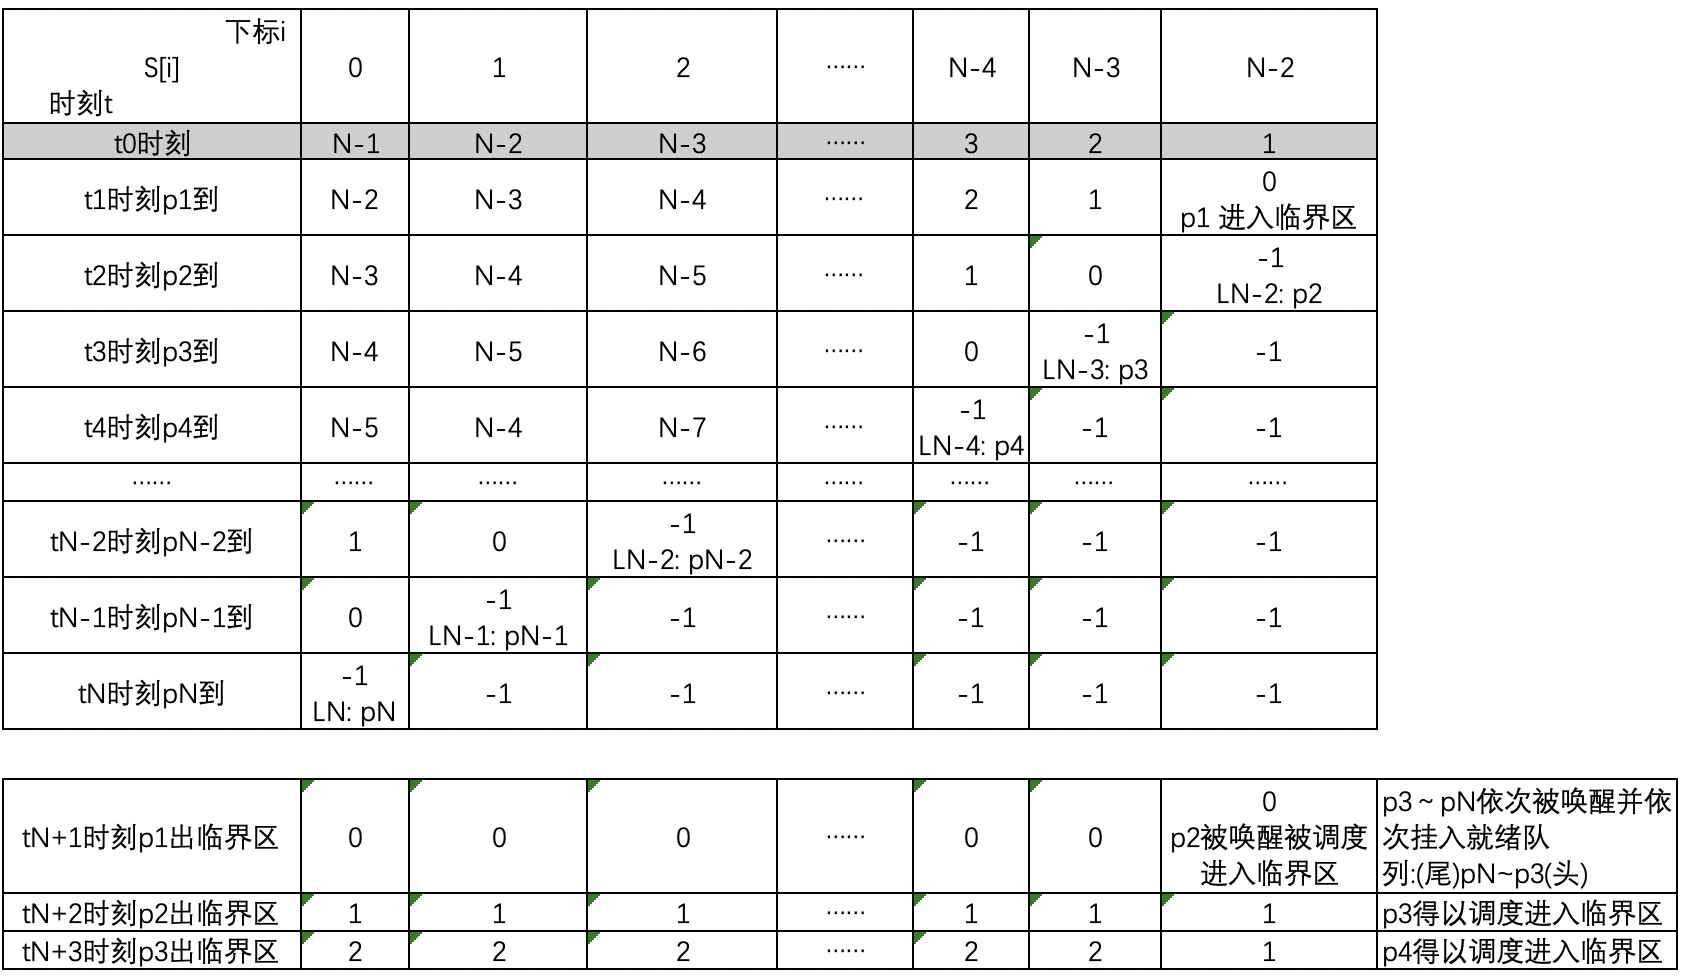 下标i
S[i] 0 1 2 ······ N-4 N-3 N-2
时刻t
t0时刻 N-1 N-2 N-3 ······ 3 2 1
t1时刻p1到 N-2 N-3 N-4 ······ 2 1 0
p1 进入临界区
t2时刻p2到 N-3 N-4 N-5 ······ 1 0 -1
LN-2: p2
t3时刻p3到 N-4 N-5 N-6 ······ 0 -1 -1
LN-3: p3
t4时刻p4到 N-5 N-4 N-7 ······ -1 -1 -1
LN-4: p4
······ ······ ······ ······ ······ ······ ······ ······
tN-2时刻pN-2到 1 0 -1 ······ -1 -1 -1
LN-2: pN-2
tN-1时刻pN-1到 0 -1 -1 ······ -1 -1 -1
LN-1: pN-1
tN时刻pN到 -1 -1 -1 ······ -1 -1 -1
LN: pN
tN+1时刻p1出临界区 0 0 0 ······ 0 0 0
p2被唤醒被调度
进入临界区
p3～pN依次被唤醒并依
次挂入就绪队
列:(尾)pN~p3(头)
tN+2时刻p2出临界区 1 1 1 ······ 1 1 1 p3得以调度进入临界区
tN+3时刻p3出临界区 2 2 2 ······ 2 2 1 p4得以调度进入临界区